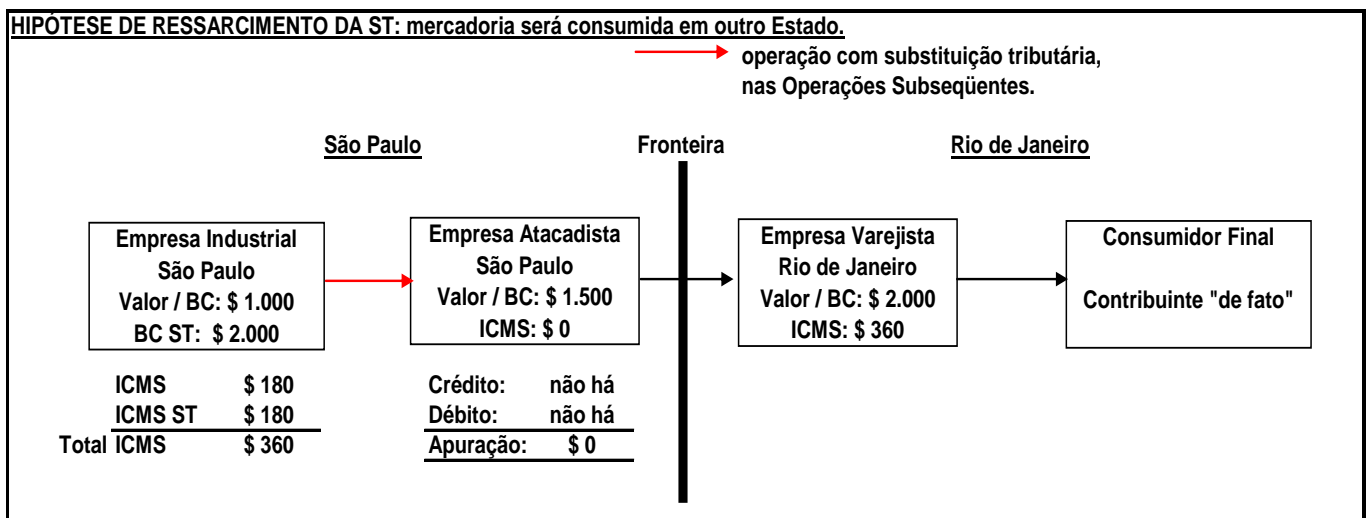 HIPÓTESE DE RESSARCIMENTO DA ST: mercadoria será consumida em outro Estado.
operação com substituição tributária,
nas Operações Subseqüentes.
São Paulo
Fronteira
Rio de Janeiro
Empresa Industrial
São Paulo
Valor / BC: $ 1.000
BC ST: $ 2.000
Empresa Atacadista
São Paulo
Valor / BC: $ 1.500
ICMS: $ 0
Empresa Varejista
Rio de Janeiro
Valor / BC: $ 2.000
ICMS: $ 360
Consumidor Final
Contribuinte "de fato"
ICMS $ 180
ICMS ST $ 180
Total ICMS $ 360
Crédito: não há
Débito: não há
Apuração: $ 0